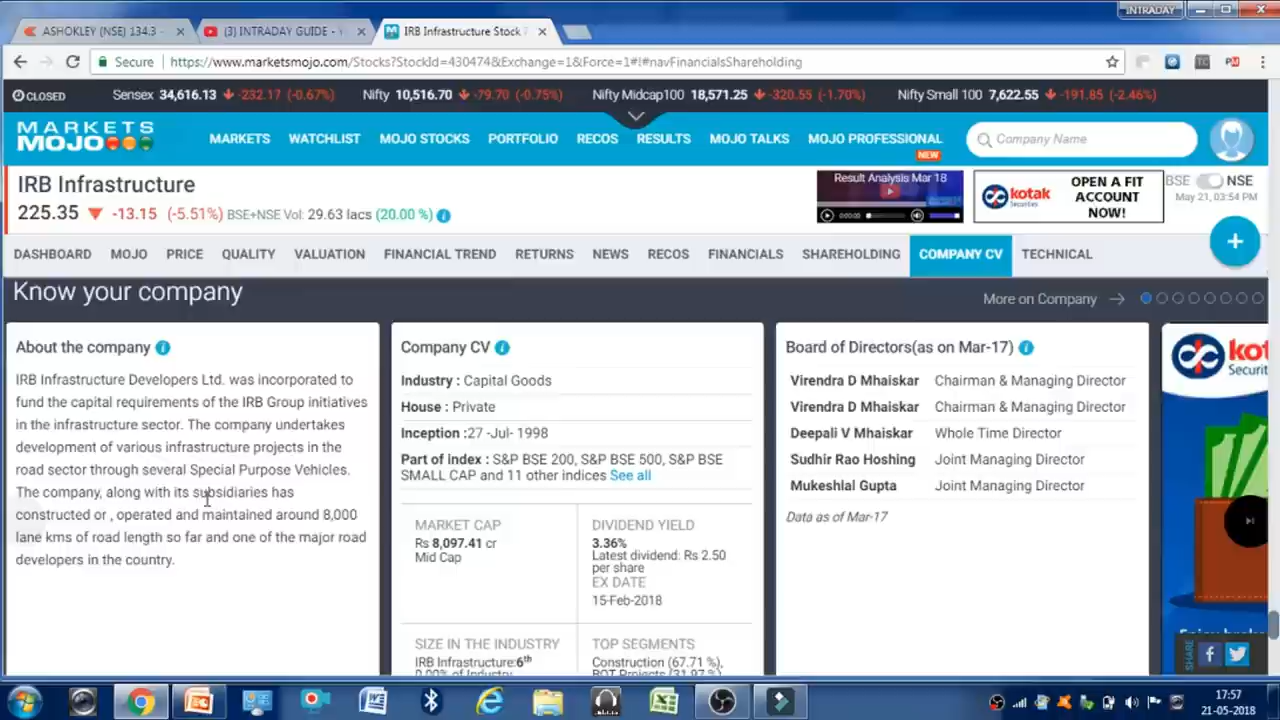 INTRADAY
ASHOKLEY (NSE) 134.3 -
(3) INTRADAY GUIDE - Y
IRB Infrastructure Stock
Secure
https://www.marketsmojo.com/Stocks?StockId=430474&Exchange=1&Force=1#!#navFinancialsShareholding
CLOSED Sensex 34,616.13 -232.17 (-0.67%) Nifty 10,516.70 -79.70 (-0.75%) Nifty Midcap100 18,571.25 -320.55 (-1.70%) Nifty Small 100 7,622.55 -191.85 (-2.46%)
MARKETS MOJO
MARKETS WATCHLIST MOJO STOCKS PORTFOLIO RECOS RESULTS MOJO TALKS MOJO PROFESSIONAL
NEW
Company Name
IRB Infrastructure
225.35 -13.15 (-5.51%) BSE+NSE Vol: 29.63 lacs (20.00 %)
Result Analysis Mar 18
kotak Securities
OPEN A FIT ACCOUNT NOW!
BSE NSE
May 21, 03:54 PM
DASHBOARD MOJO PRICE QUALITY VALUATION FINANCIAL TREND RETURNS NEWS RECOS FINANCIALS SHAREHOLDING COMPANY CV TECHNICAL
Know your company
More on Company
About the company
IRB Infrastructure Developers Ltd. was incorporated to
fund the capital requirements of the IRB Group initiatives
in the infrastructure sector. The company undertakes
development of various infrastructure projects in the
road sector through several Special Purpose Vehicles.
The company, along with its subsidiaries has
constructed or , operated and maintained around 8,000
lane kms of road length so far and one of the major road
developers in the country.
Company CV
Industry : Capital Goods
House : Private
Inception :27 -Jul- 1998
Part of index : S&P BSE 200, S&P BSE 500, S&P BSE
SMALL CAP and 11 other indices See all
MARKET CAP
Rs 8,097.41 cr
Mid Cap
DIVIDEND YIELD
3.36%
Latest dividend: Rs 2.50
per share
EX DATE
15-Feb-2018
SIZE IN THE INDUSTRY
IRB Infrastructure:6th
0.00% of Industry
TOP SEGMENTS
Construction (67.71 %),
BOT Projects (31.97 %)
Board of Directors(as on Mar-17)
Virendra D Mhaiskar Chairman & Managing Director
Virendra D Mhaiskar Chairman & Managing Director
Deepali V Mhaiskar Whole Time Director
Sudhir Rao Hoshing Joint Managing Director
Mukeshlal Gupta Joint Managing Director
Data as of Mar-17
SHARE
17:57
21-05-2018